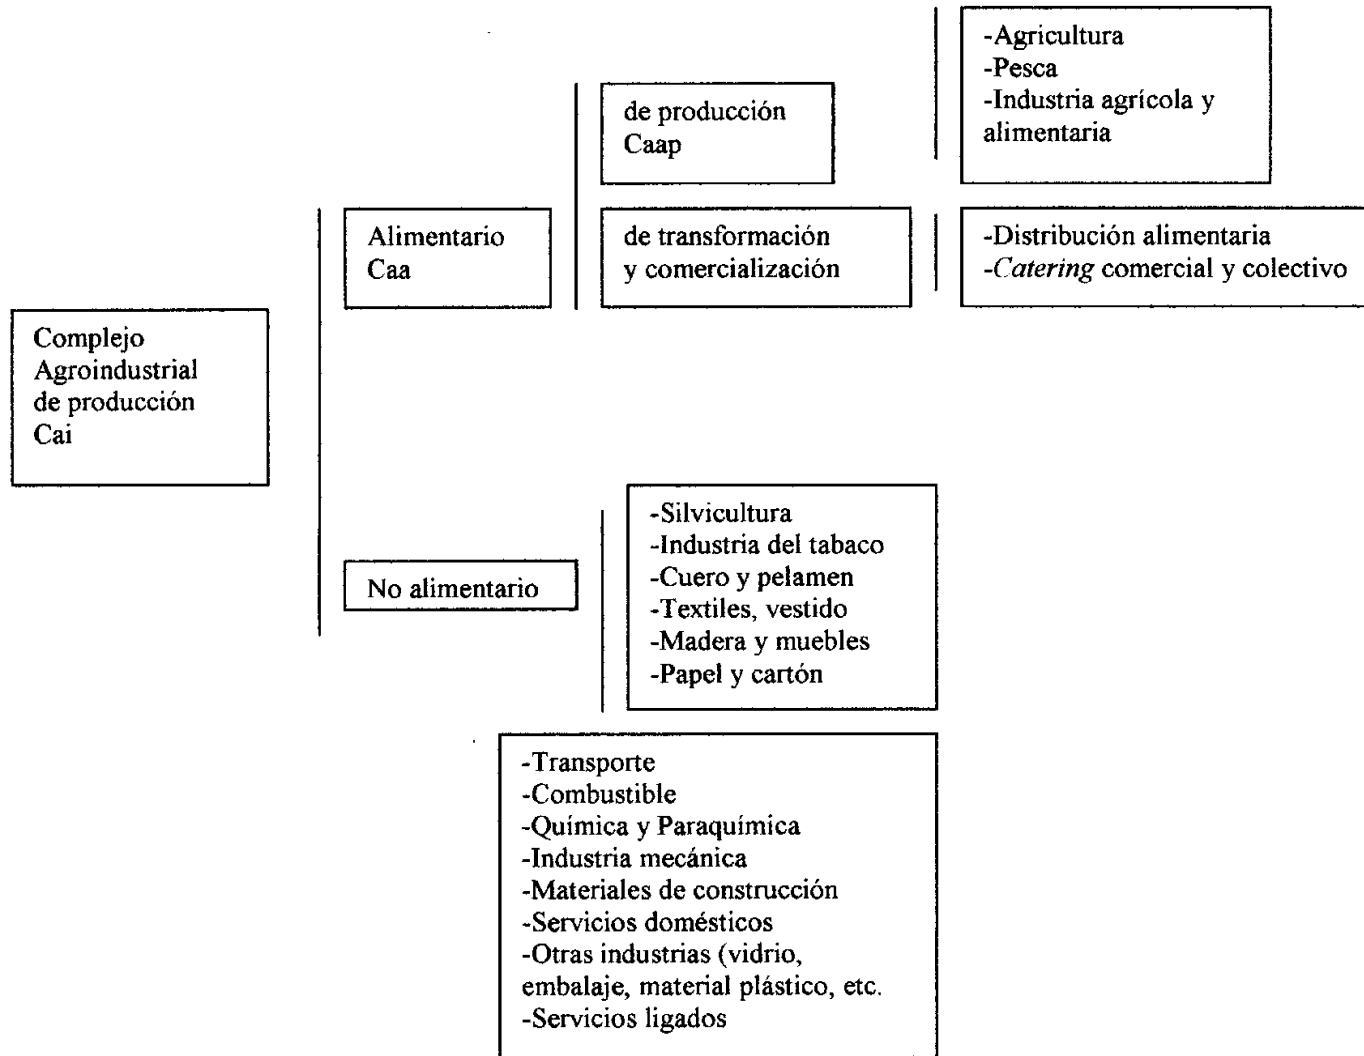 Complejo
Agroindustrial
de producción
Cai
Alimentario
Caa
de producción
Caap
-Agricultura
-Pesca
-Industria agrícola y
alimentaria
de transformación
y comercialización
-Distribución alimentaria
-Catering comercial y colectivo
No alimentario
-Silvicultura
-Industria del tabaco
-Cuero y pelamen
-Textiles, vestido
-Madera y muebles
-Papel y cartón
-Transporte
-Combustible
-Química y Paraquímica
-Industria mecánica
-Materiales de construcción
-Servicios domésticos
-Otras industrias (vidrio,
embalaje, material plástico, etc.
-Servicios ligados